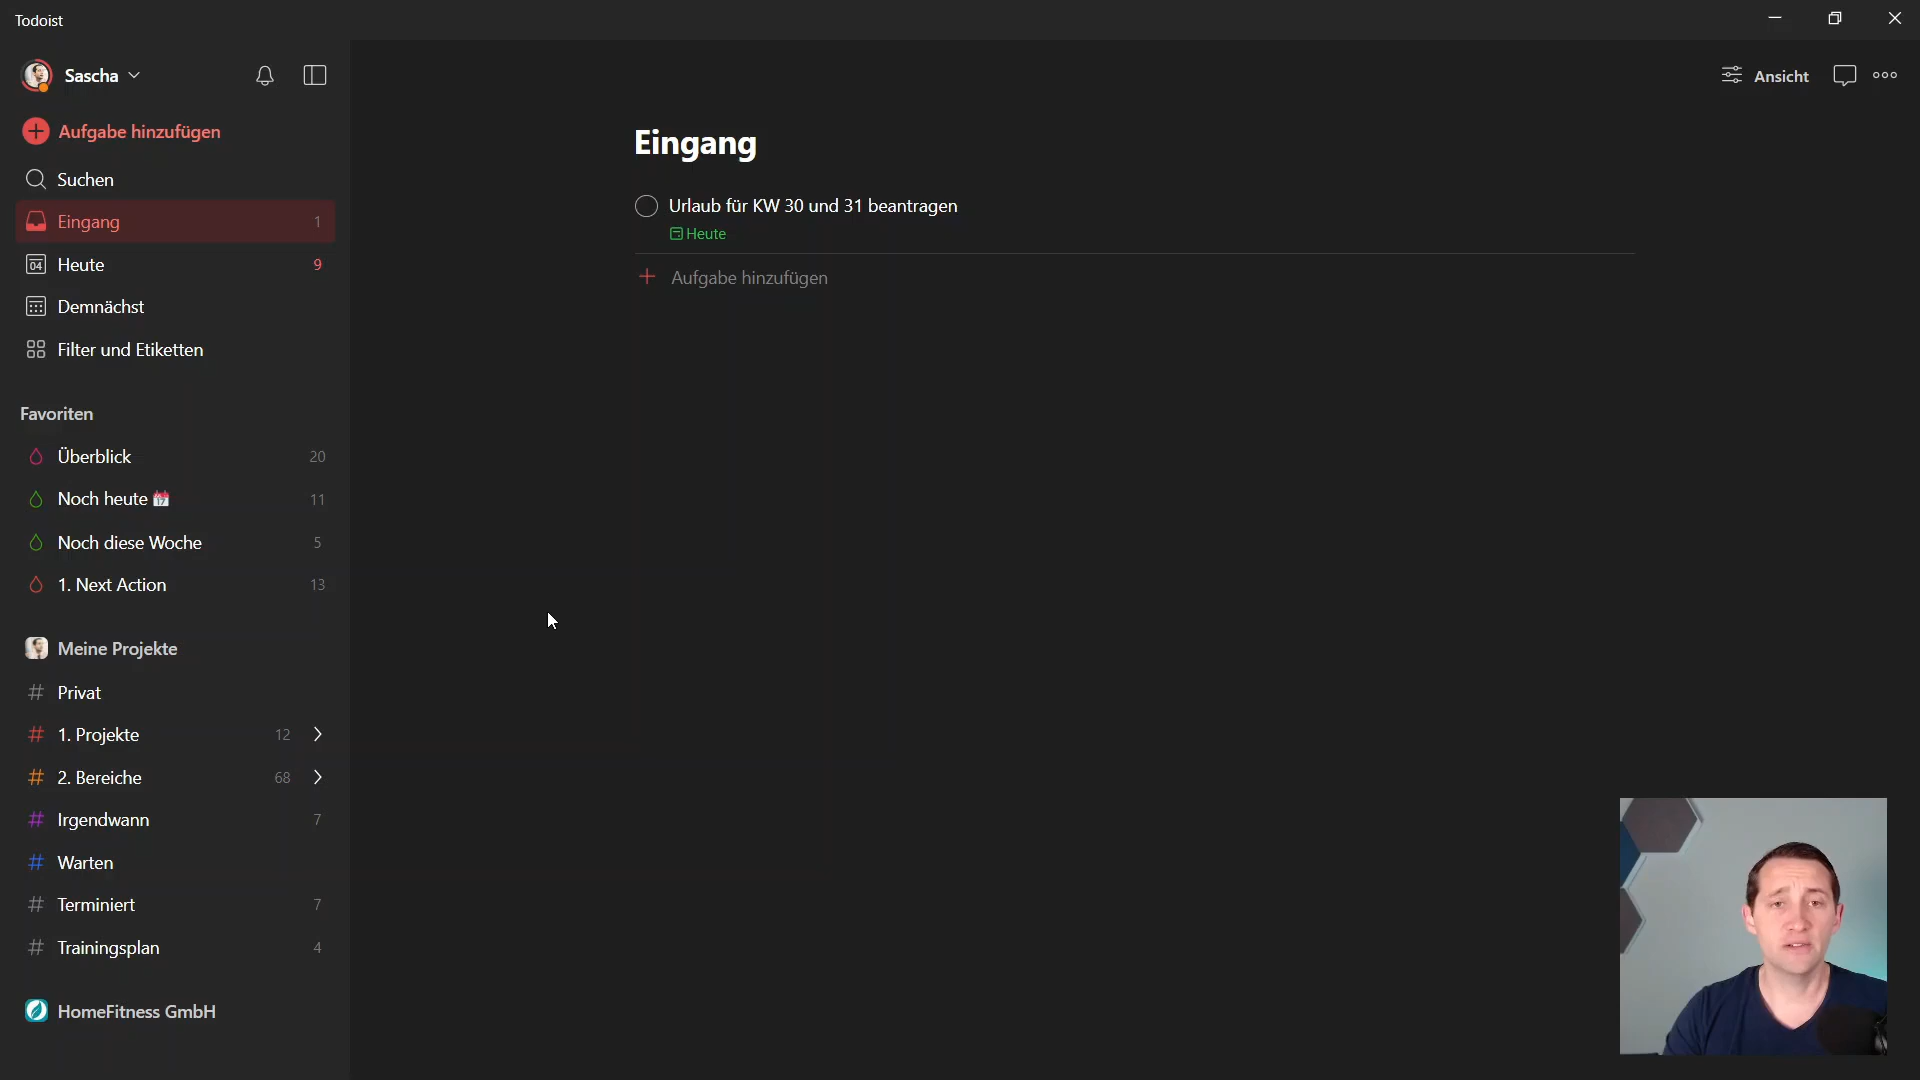 Todoist
Sascha
Aufgabe hinzufügen
Suchen
Eingang 1
04 Heute 9
Demnächst
Filter und Etiketten
Favoriten
Überblick 20
Noch heute 📅 11
Noch diese Woche 5
1. Next Action 13
Meine Projekte
# Privat
# 1. Projekte 12
# 2. Bereiche 68
# Irgendwann 7
# Warten
# Terminiert 7
# Trainingsplan 4
HomeFitness GmbH
Ansicht
Eingang
Urlaub für KW 30 und 31 beantragen
Heute
+ Aufgabe hinzufügen